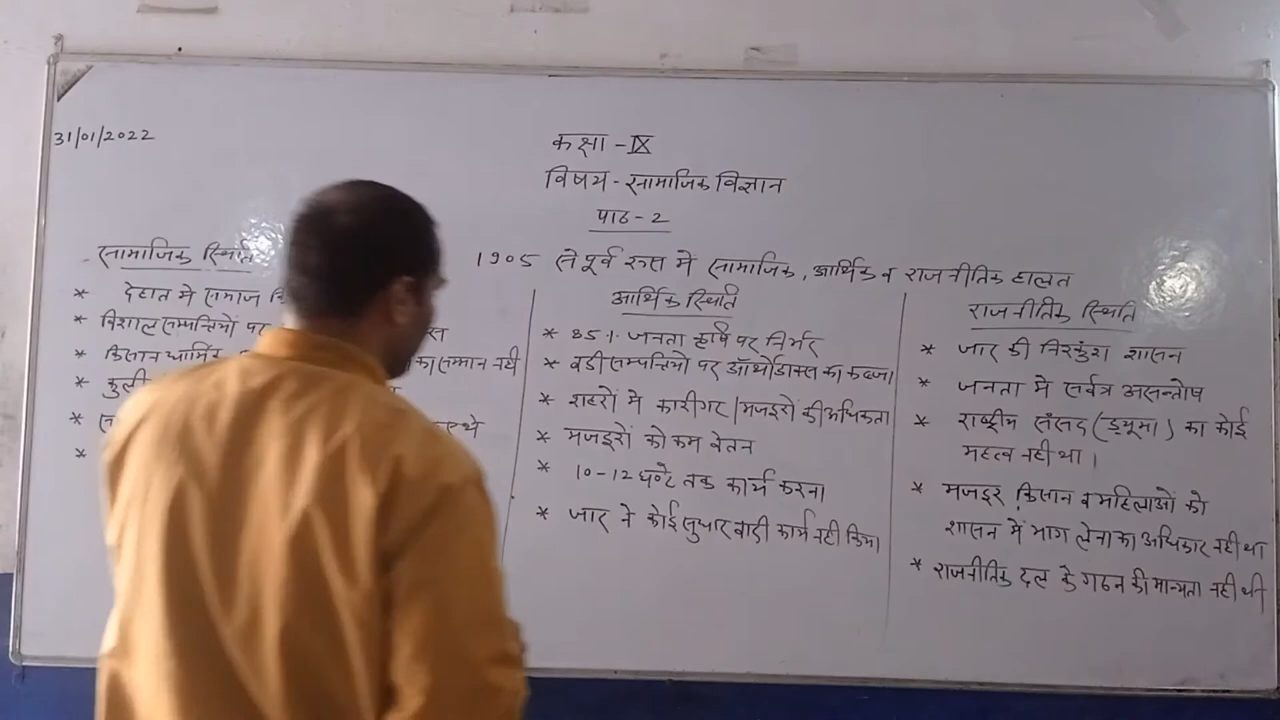 31/01/2022
कक्षा - IX
विषय - सामाजिक विज्ञान
पाठ - 2
1905 से पूर्व रूस में सामाजिक, आर्थिक व राजनीतिक हालत
सामाजिक स्थिति
* देहात मे समाज
* विशाल सम्पत्तियों पर
* किसान धार्मिक का सम्मान नही
* कुली
*
*
आर्थिक स्थिति
* 85% जनता कृषि पर निर्भर
* बडी सम्पत्तियो पर ऑर्थोडाक्स का कब्जा
* शहरों मे कारीगर / मजदूरों की अधिकता
* मजदूरों को कम वेतन
* 10-12 घण्टे तक कार्य करना
* जार ने कोई सुधारवादी कार्य नही किया।
राजनीतिक स्थिति
* जार की निरकुंश शासन
* जनता मे सर्वत्र असन्तोष
* राष्ट्रीय संसद (ड्यूमा) का कोई
महत्व नही था।
* मजदूर किसान व महिलाओं को
शासन में भाग लेना का अधिकार नही था
* राजनीतिक दल के गठन की मान्यता नही थी